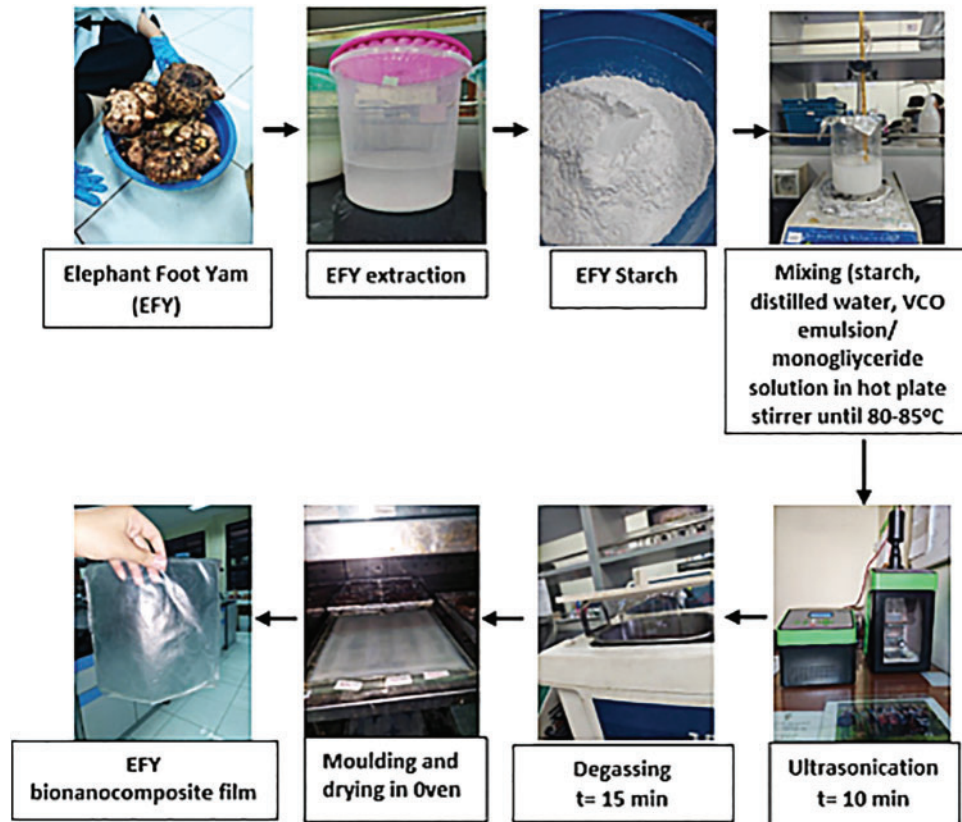 Elephant Foot Yam
(EFY)
EFY extraction
EFY Starch
Mixing (starch,
distilled water, VCO
emulsion/
monogliyceride
solution in hot plate
stirrer until 80-85°C
EFY
bionanocomposite film
Moulding and
drying in 0ven
Degassing
t= 15 min
Ultrasonication
t= 10 min